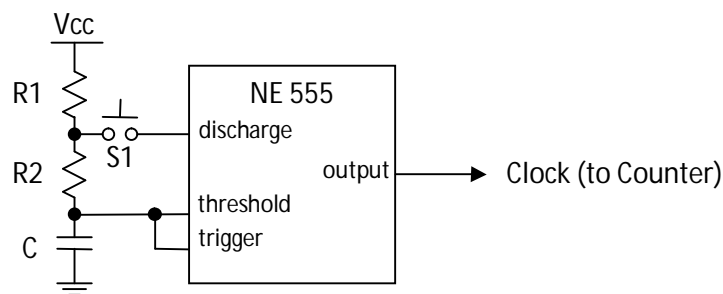 Vcc
R1
NE 555
discharge
S1
R2
output
Clock (to Counter)
threshold
trigger
C